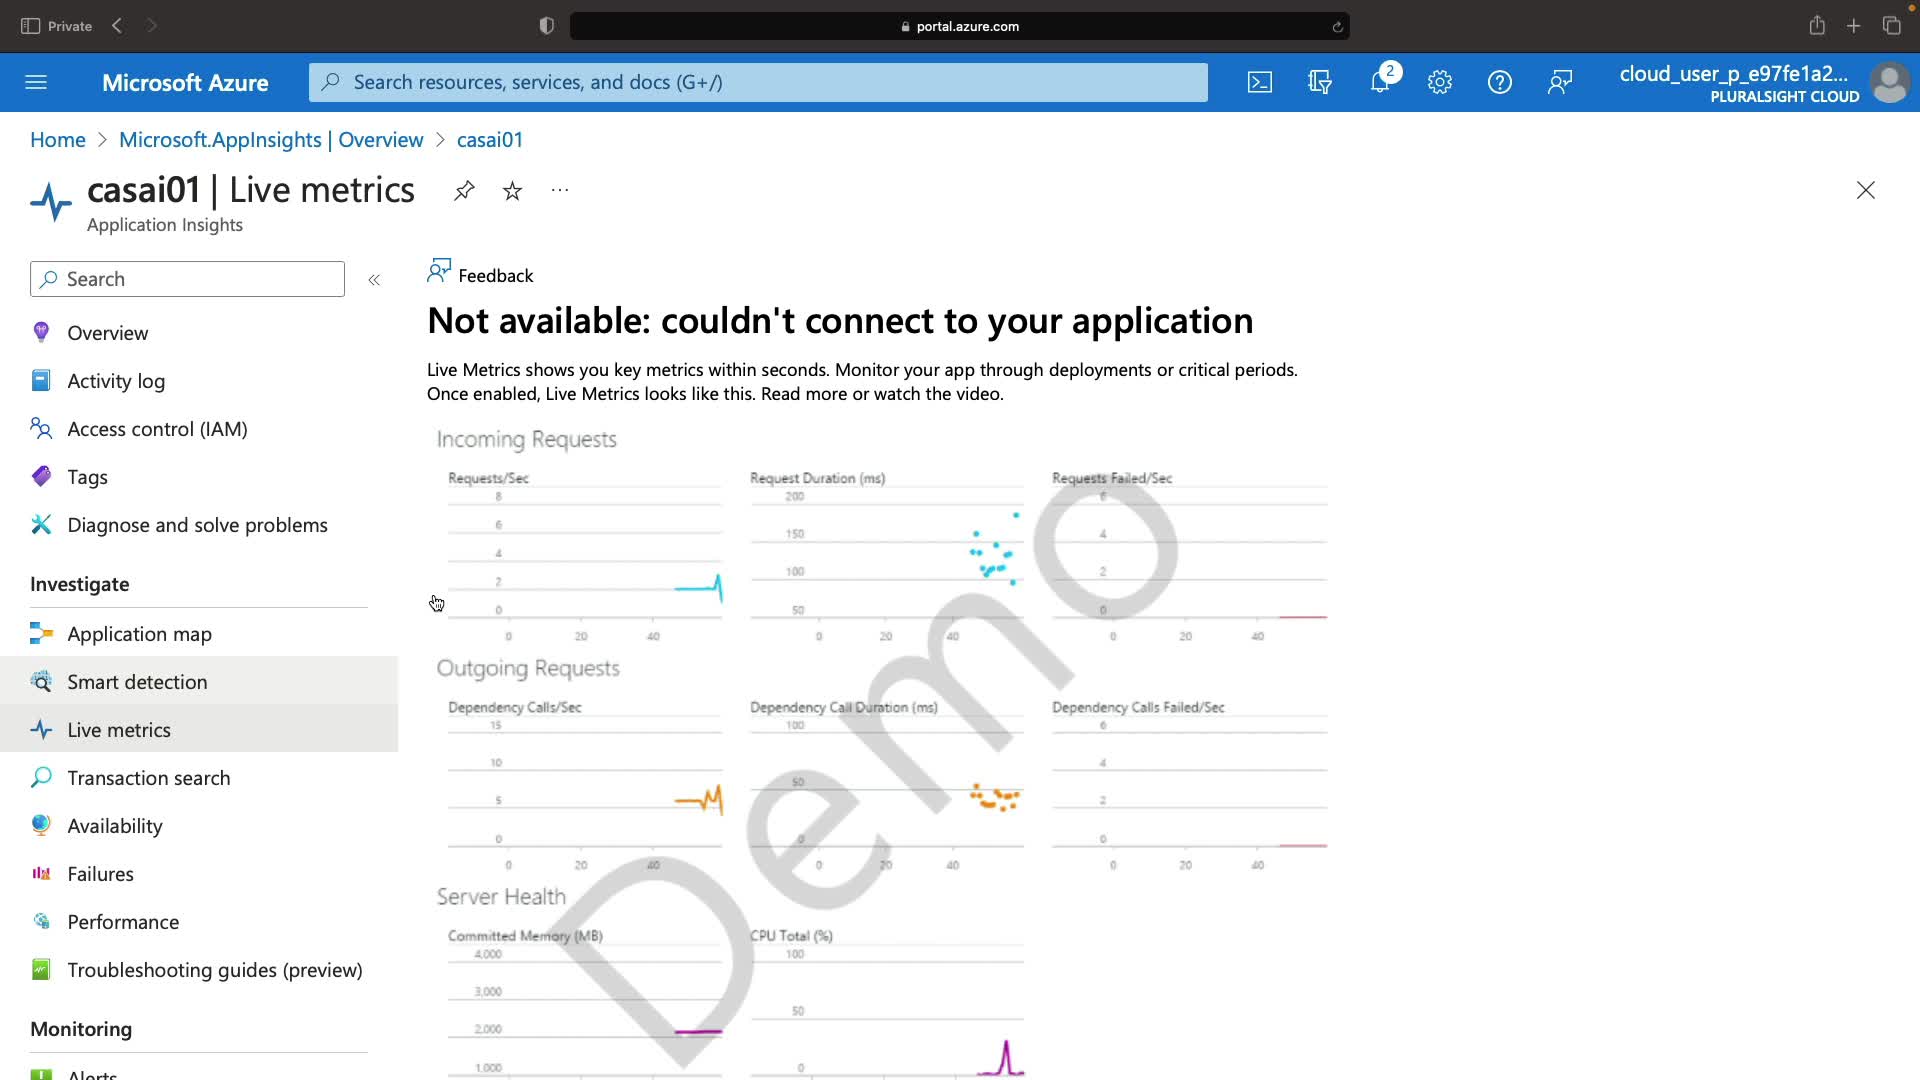 Private
portal.azure.com
Microsoft Azure
Search resources, services, and docs (G+/)
2
cloud_user_p_e97fe1a2...
PLURALSIGHT CLOUD
Home > Microsoft.AppInsights | Overview > casai01
casai01 | Live metrics
...
Application Insights
Search
«
Overview
Activity log
Access control (IAM)
Tags
Diagnose and solve problems
Investigate
Application map
Smart detection
Live metrics
Transaction search
Availability
Failures
Performance
Troubleshooting guides (preview)
Monitoring
Alerts
Feedback
Not available: couldn't connect to your application
Live Metrics shows you key metrics within seconds. Monitor your app through deployments or critical periods.
Once enabled, Live Metrics looks like this. Read more or watch the video.
Incoming Requests
Requests/Sec
8
6
4
2
0
0 20 40
Request Duration (ms)
200
150
100
50
0 20 40
Requests Failed/Sec
6
4
2
0
0 20 40
Outgoing Requests
Dependency Calls/Sec
15
10
5
0
0 20 40
Dependency Call Duration (ms)
100
50
0
0 20 40
Dependency Calls Failed/Sec
6
4
2
0
0 20 40
Server Health
Committed Memory (MB)
4,000
3,000
2,000
1,000
CPU Total (%)
100
50
0
Demo